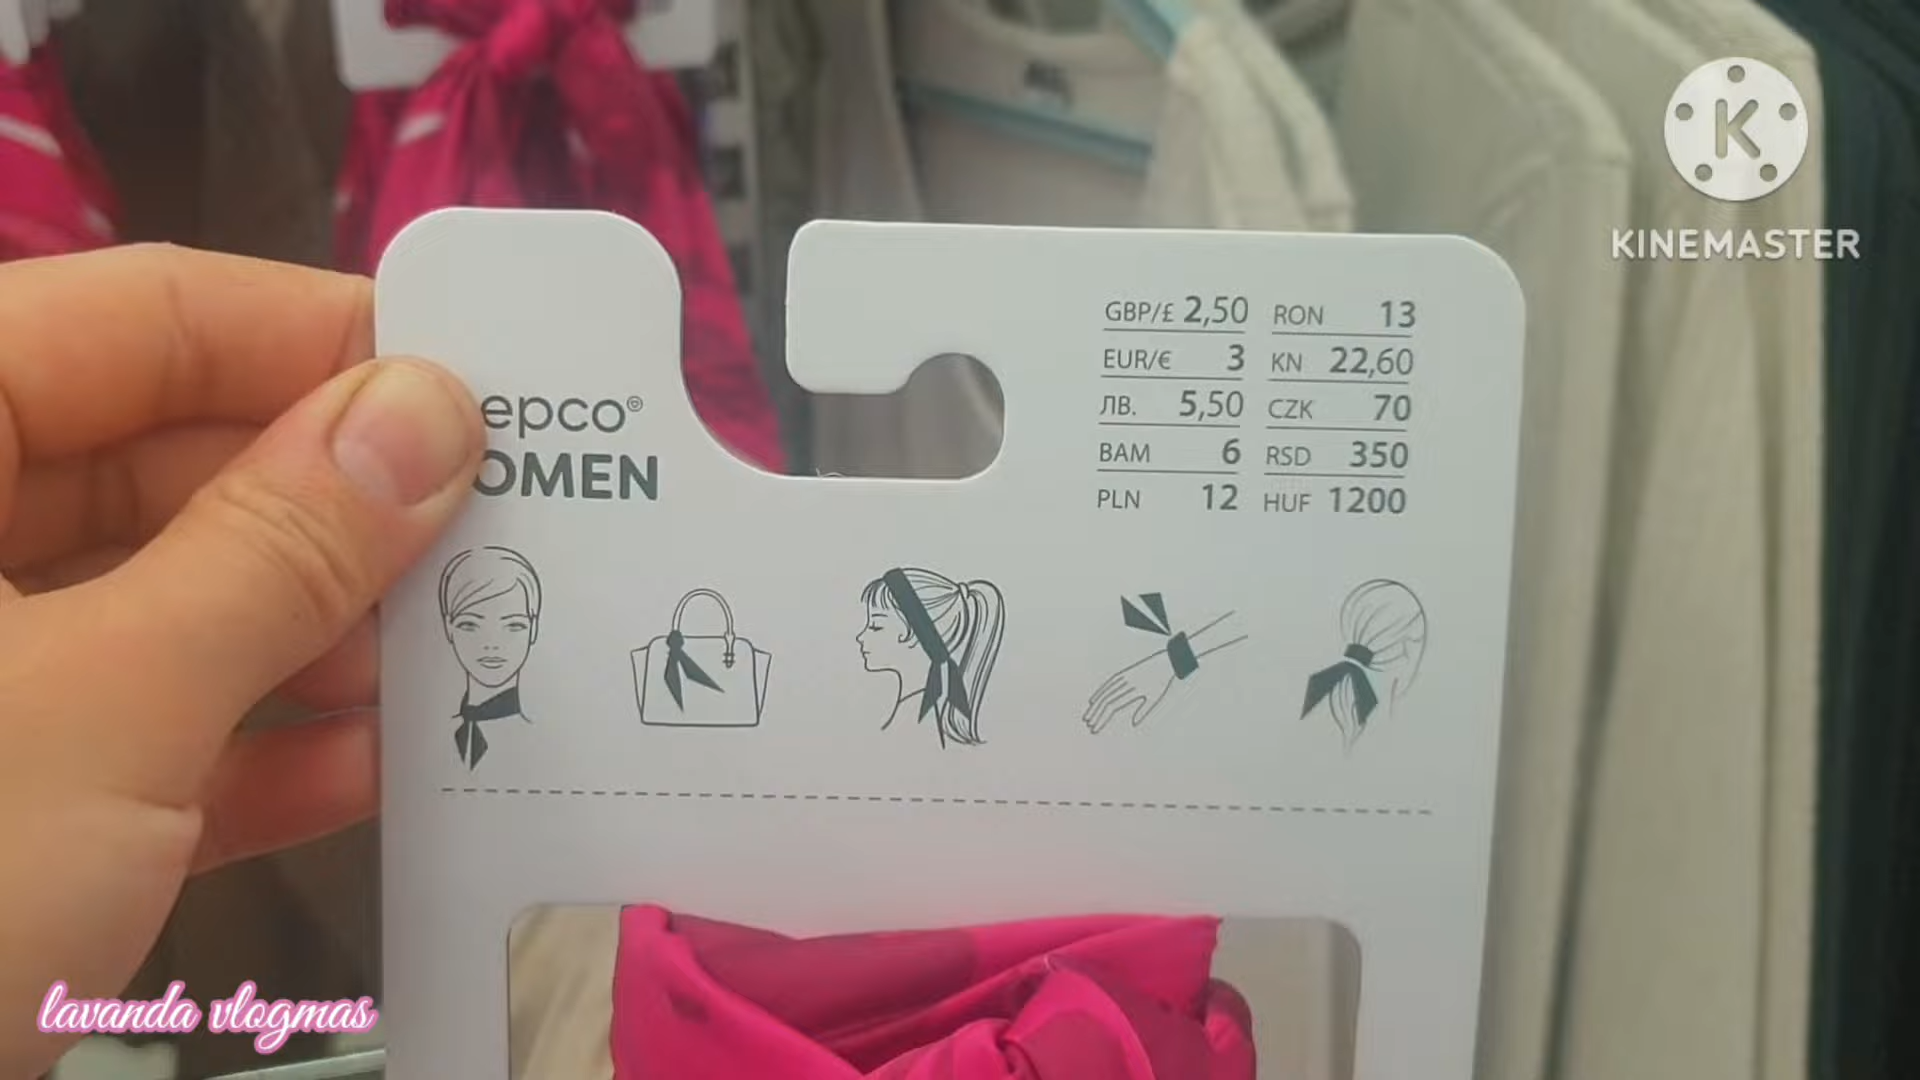 K
KINEMASTER
epco®
OMEN
GBP/£ 2,50 RON 13
EUR/€ 3 KN 22,60
ЛВ. 5,50 CZK 70
BAM 6 RSD 350
PLN 12 HUF 1200
lavanda vlogmas